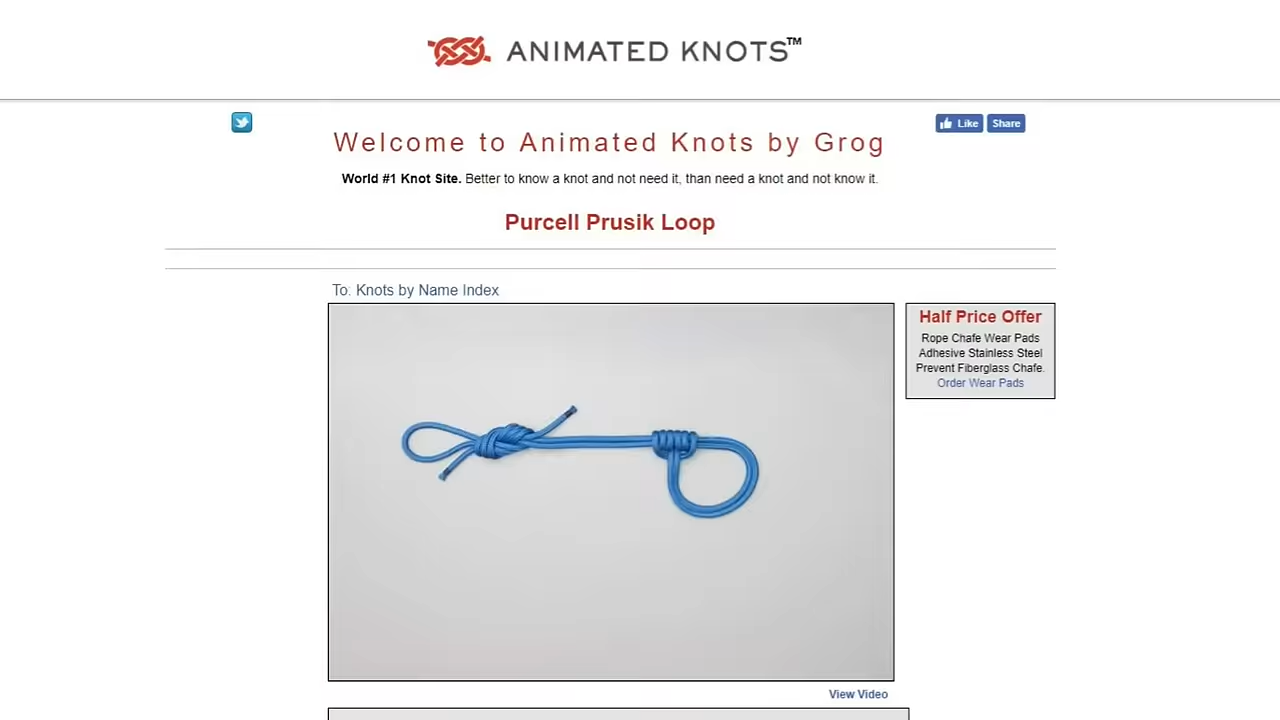 ANIMATED KNOTS™
Like Share
Welcome to Animated Knots by Grog
World #1 Knot Site. Better to know a knot and not need it, than need a knot and not know it.
Purcell Prusik Loop
To: Knots by Name Index
Half Price Offer
Rope Chafe Wear Pads
Adhesive Stainless Steel
Prevent Fiberglass Chafe.
Order Wear Pads
View Video